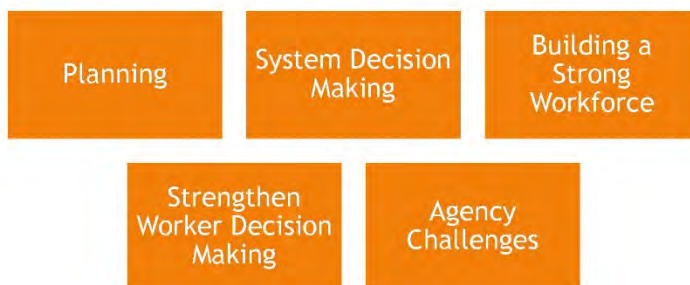 Planning
System Decision
Making
Building a
Strong
Workforce
Strengthen
Worker Decision
Making
Agency
Challenges